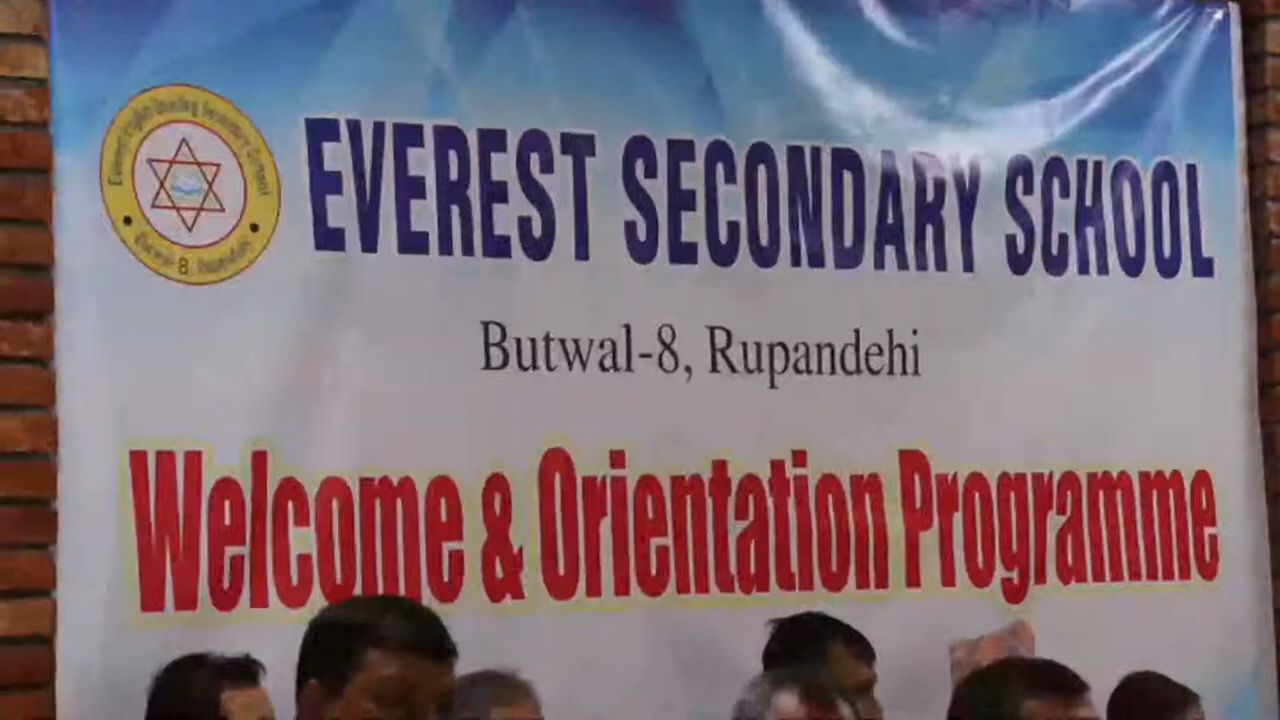 EVEREST SECONDARY SCHOOL
Butwal-8, Rupandehi
Welcome & Orientation Programme